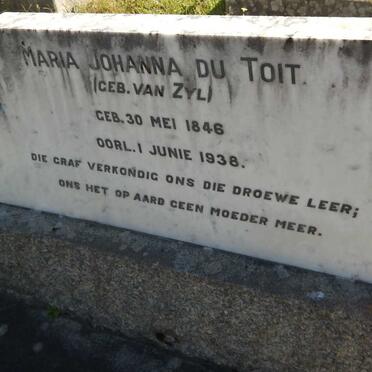 MARIA JOHANNA DU TOIT
(GEB. VAN ZYL)
GEB. 30 MEI 1846
OORL. 1 JUNIE 1938.
DIE GRAF VERKONDIG ONS DIE DROEWE LEER;
ONS HET OP AARD GEEN MOEDER MEER.